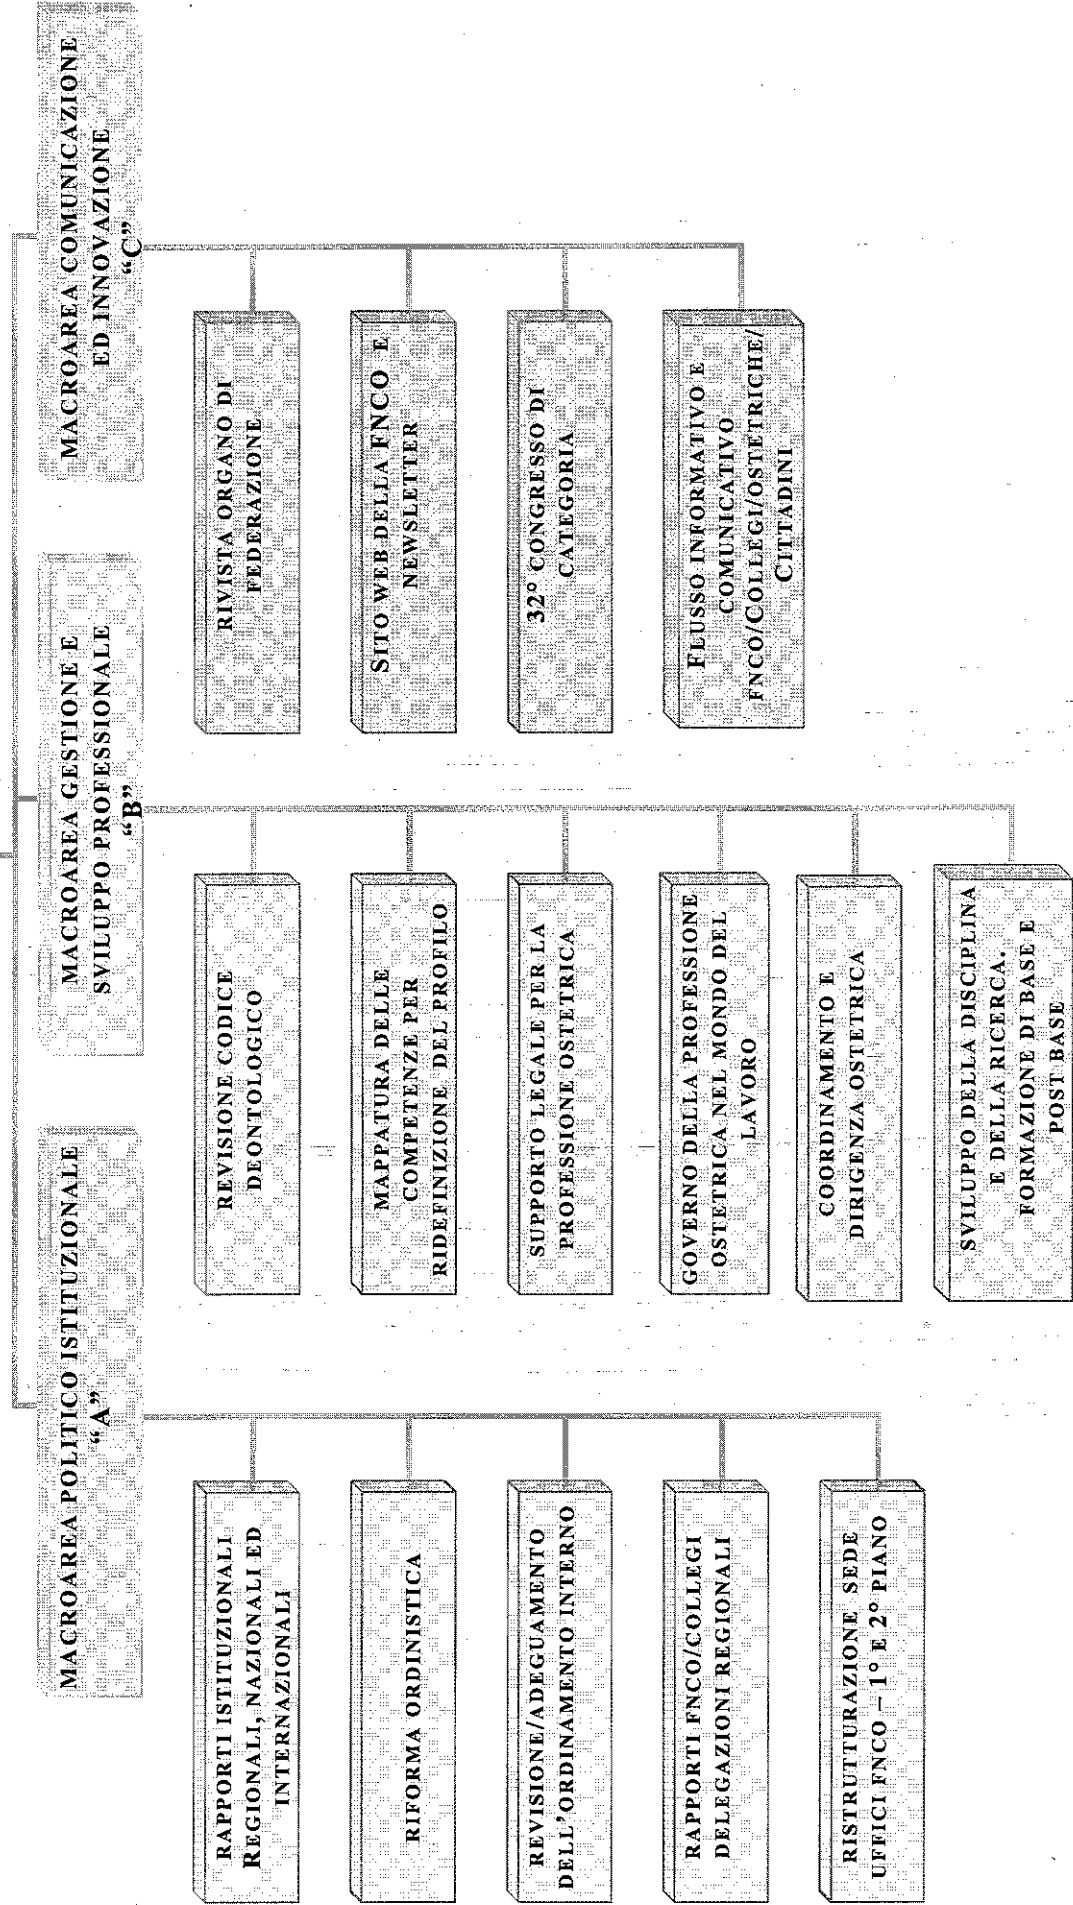 MACROAREA POLITICO ISTITUZIONALE
“A”
RAPPORTI ISTITUZIONALI
REGIONALI, NAZIONALI ED
INTERNAZIONALI
RIFORMA ORDINISTICA
REVISIONE/ADEGUAMENTO
DELL'ORDINAMENTO INTERNO
RAPPORTI FNCO/COLLEGI
DELEGAZIONI REGIONALI
RISTRUTTURAZIONE SEDE
UFFICI FNCO – 1° E 2° PIANO
MACROAREA GESTIONE E
SVILUPPO PROFESSIONALE
“B”
REVISIONE CODICE
DEONTOLOGICO
MAPPATURA DELLE
COMPETENZE PER
RIDEFINIZIONE DEL PROFILO
SUPPORTO LEGALE PER LA
PROFESSIONE OSTETRICA
GOVERNO DELLA PROFESSIONE
OSTETRICA NEL MONDO DEL
LAVORO
COORDINAMENTO E
DIRIGENZA OSTETRICA
SVILUPPO DELLA DISCIPLINA
E DELLA RICERCA.
FORMAZIONE DI BASE E
POST BASE
MACROAREA COMUNICAZIONE
ED INNOVAZIONE
“C”
RIVISTA ORGANO DI
FEDERAZIONE
SITO WEB DELLA FNCO E
NEWSLETTER
32° CONGRESSO DI
CATEGORIA
FLUSSO INFORMATIVO E
COMUNICATIVO
FNCO/COLLEGI/OSTETRICHE/
CITTADINI